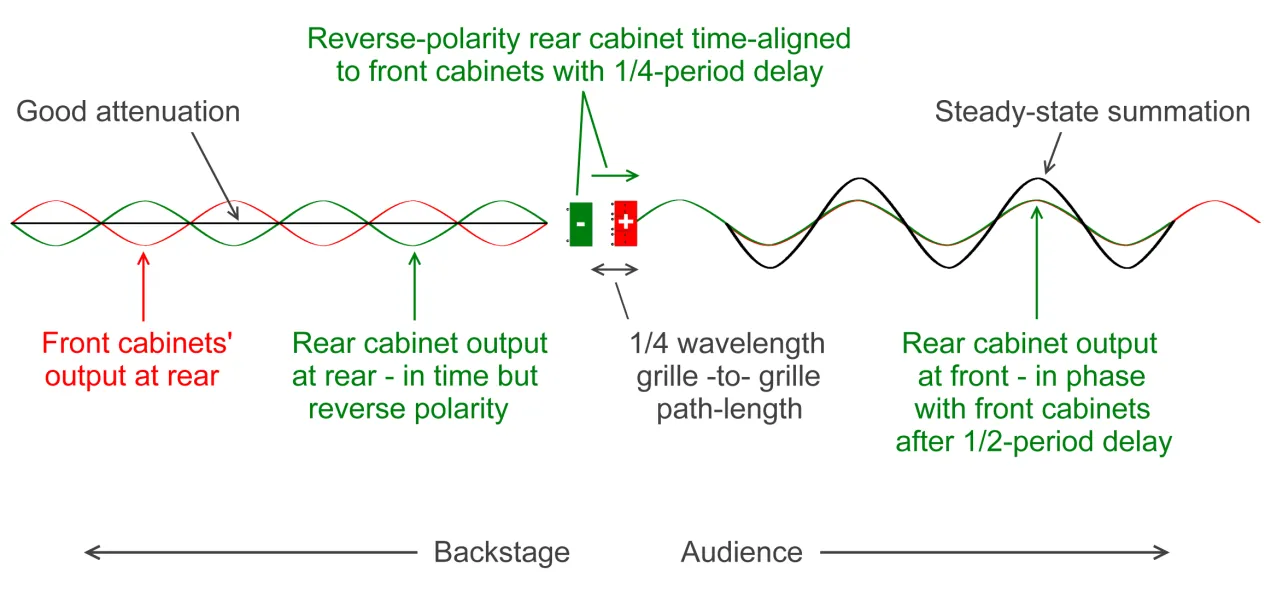 Reverse-polarity rear cabinet time-aligned
to front cabinets with 1/4-period delay
Good attenuation
Steady-state summation
-
+
Front cabinets'
output at rear
Rear cabinet output
at rear - in time but
reverse polarity
1/4 wavelength
grille -to- grille
path-length
Rear cabinet output
at front - in phase
with front cabinets
after 1/2-period delay
Backstage
Audience